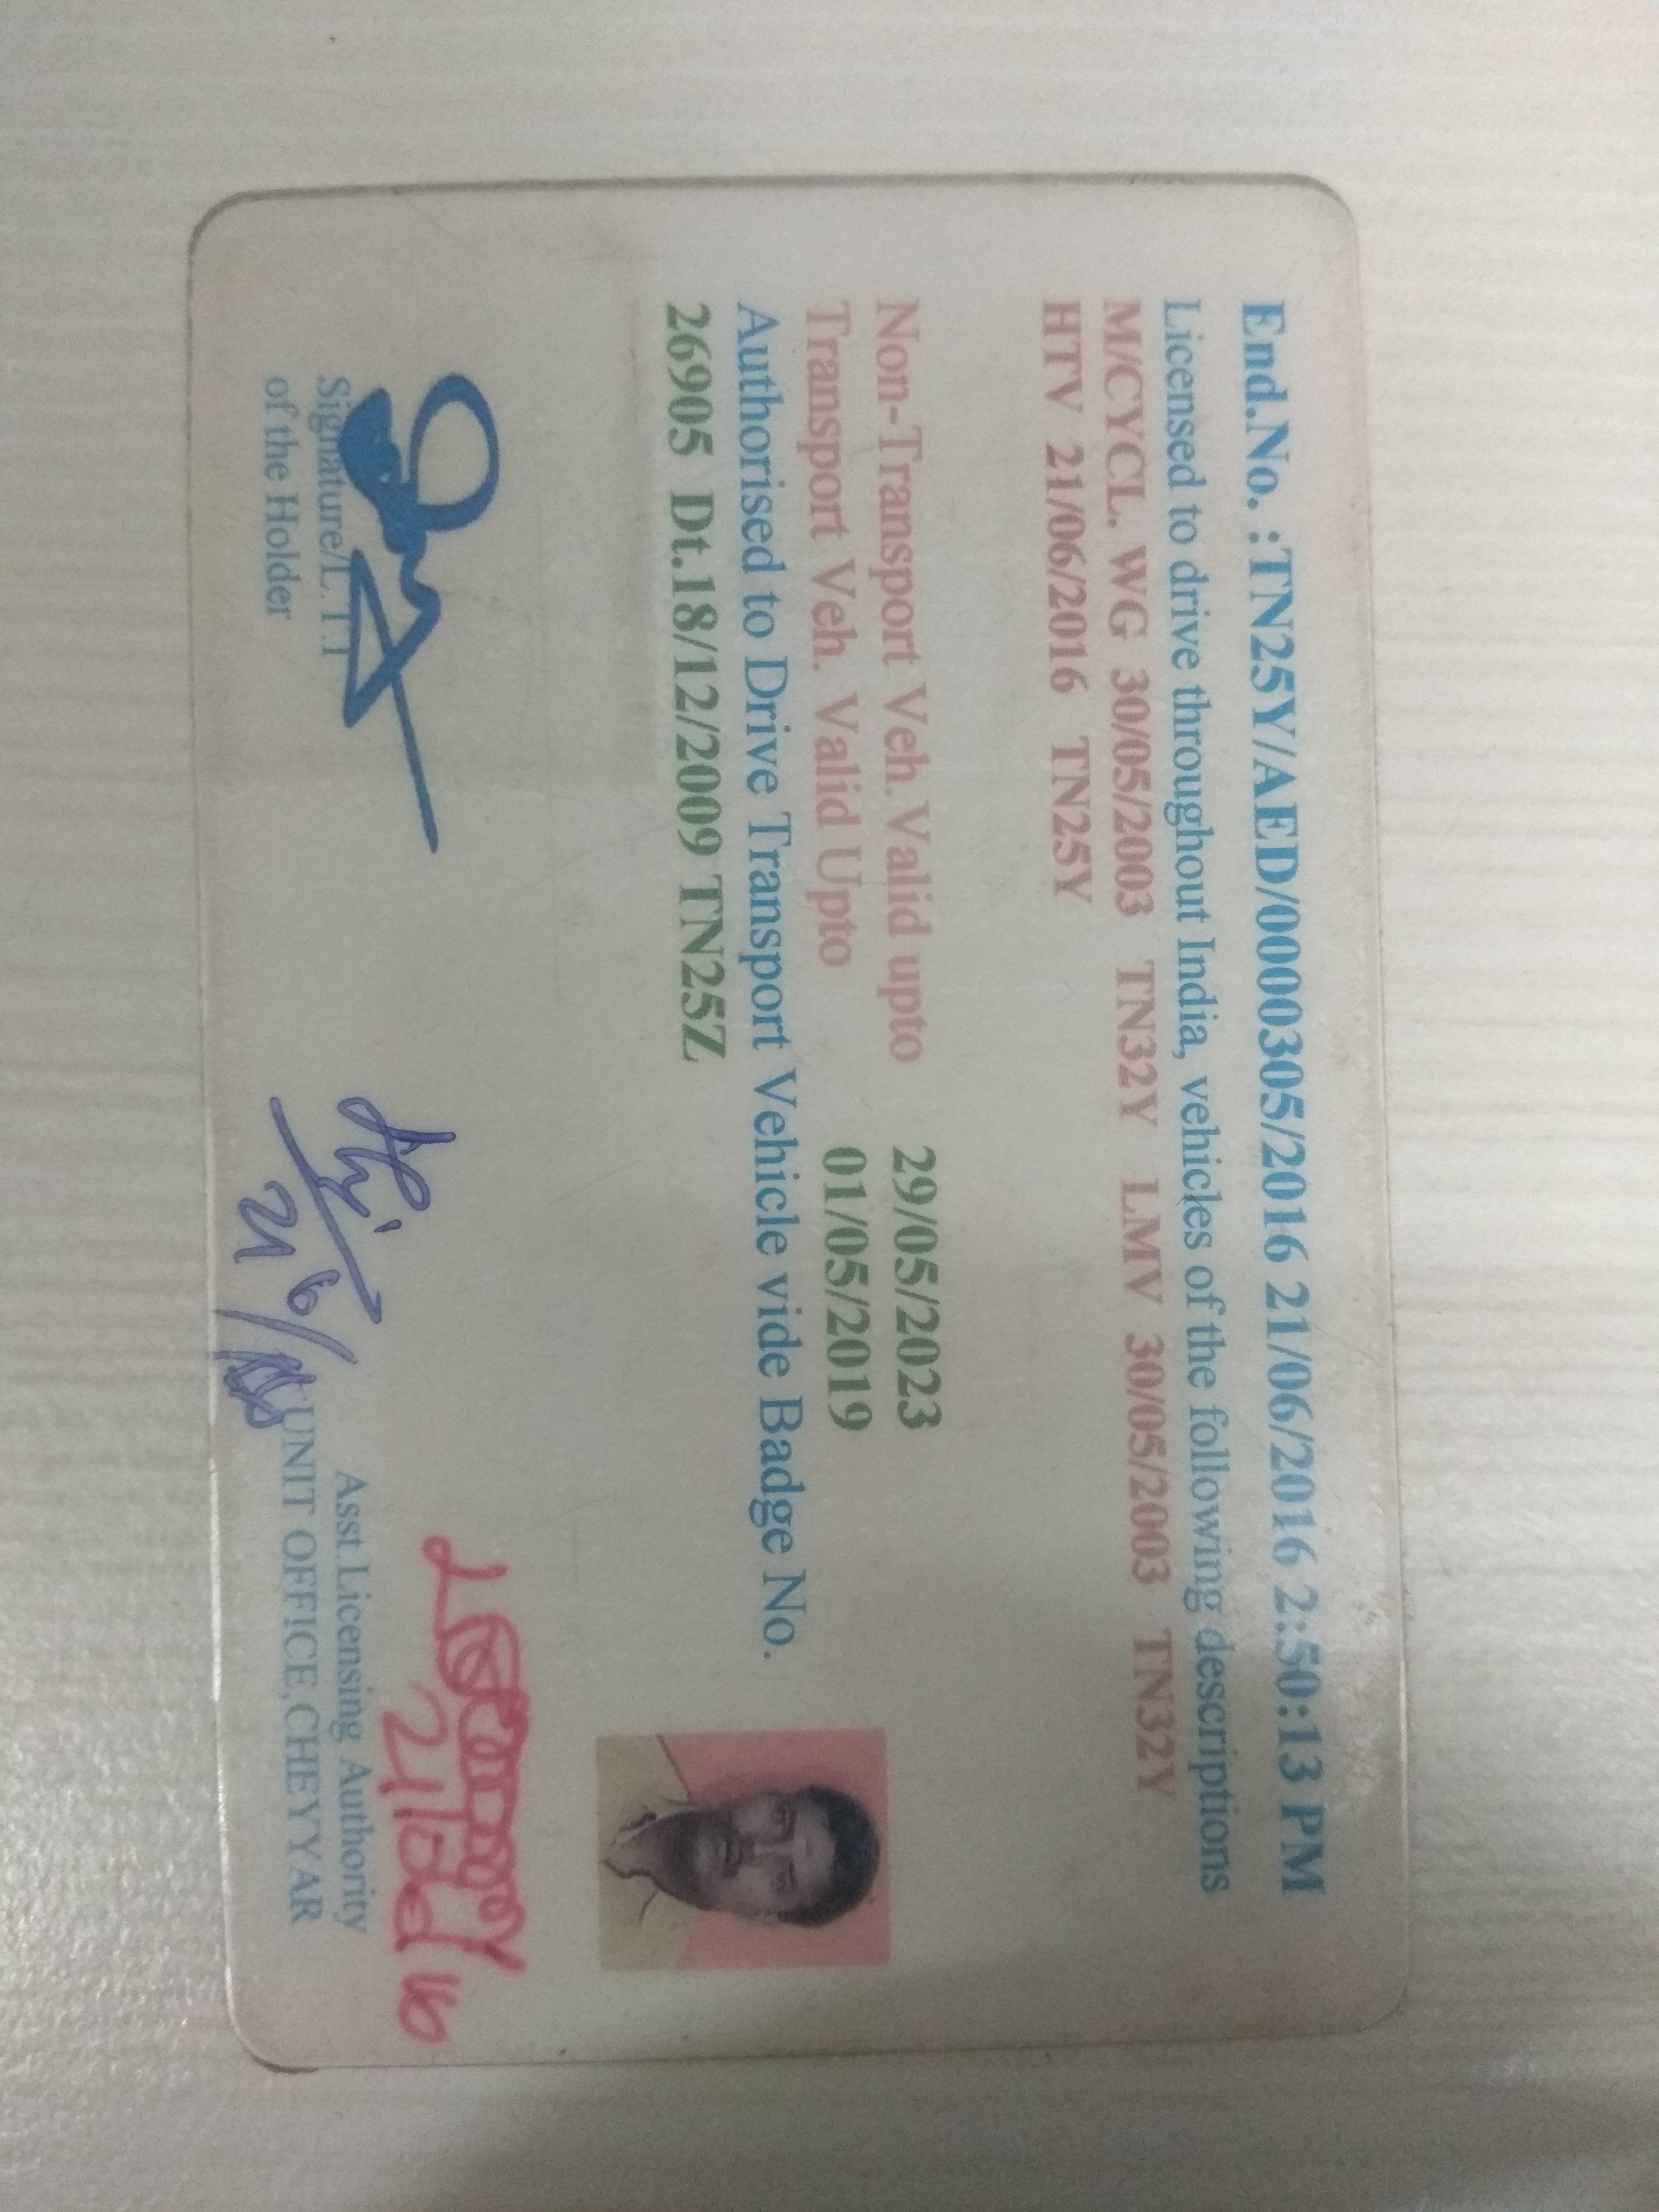 End.No. :TN25Y/AED/0000305/2016 21/06/2016 2:50:13 PM
Licensed to drive throughout India, vehicles of the following descriptions
M/CYCL. WG 30/05/2003 TN32Y LMV 30/05/2003 TN32Y
HTV 21/06/2016 TN25Y
Non-Transport Veh. Valid upto 29/05/2023
Transport Veh. Valid Upto 01/05/2019
Authorised to Drive Transport Vehicle vide Badge No.
26905 Dt.18/12/2009 TN25Z
Signature/L.T.I
of the Holder
Asst.Licensing Authority
UNIT OFFICE,CHEYYAR